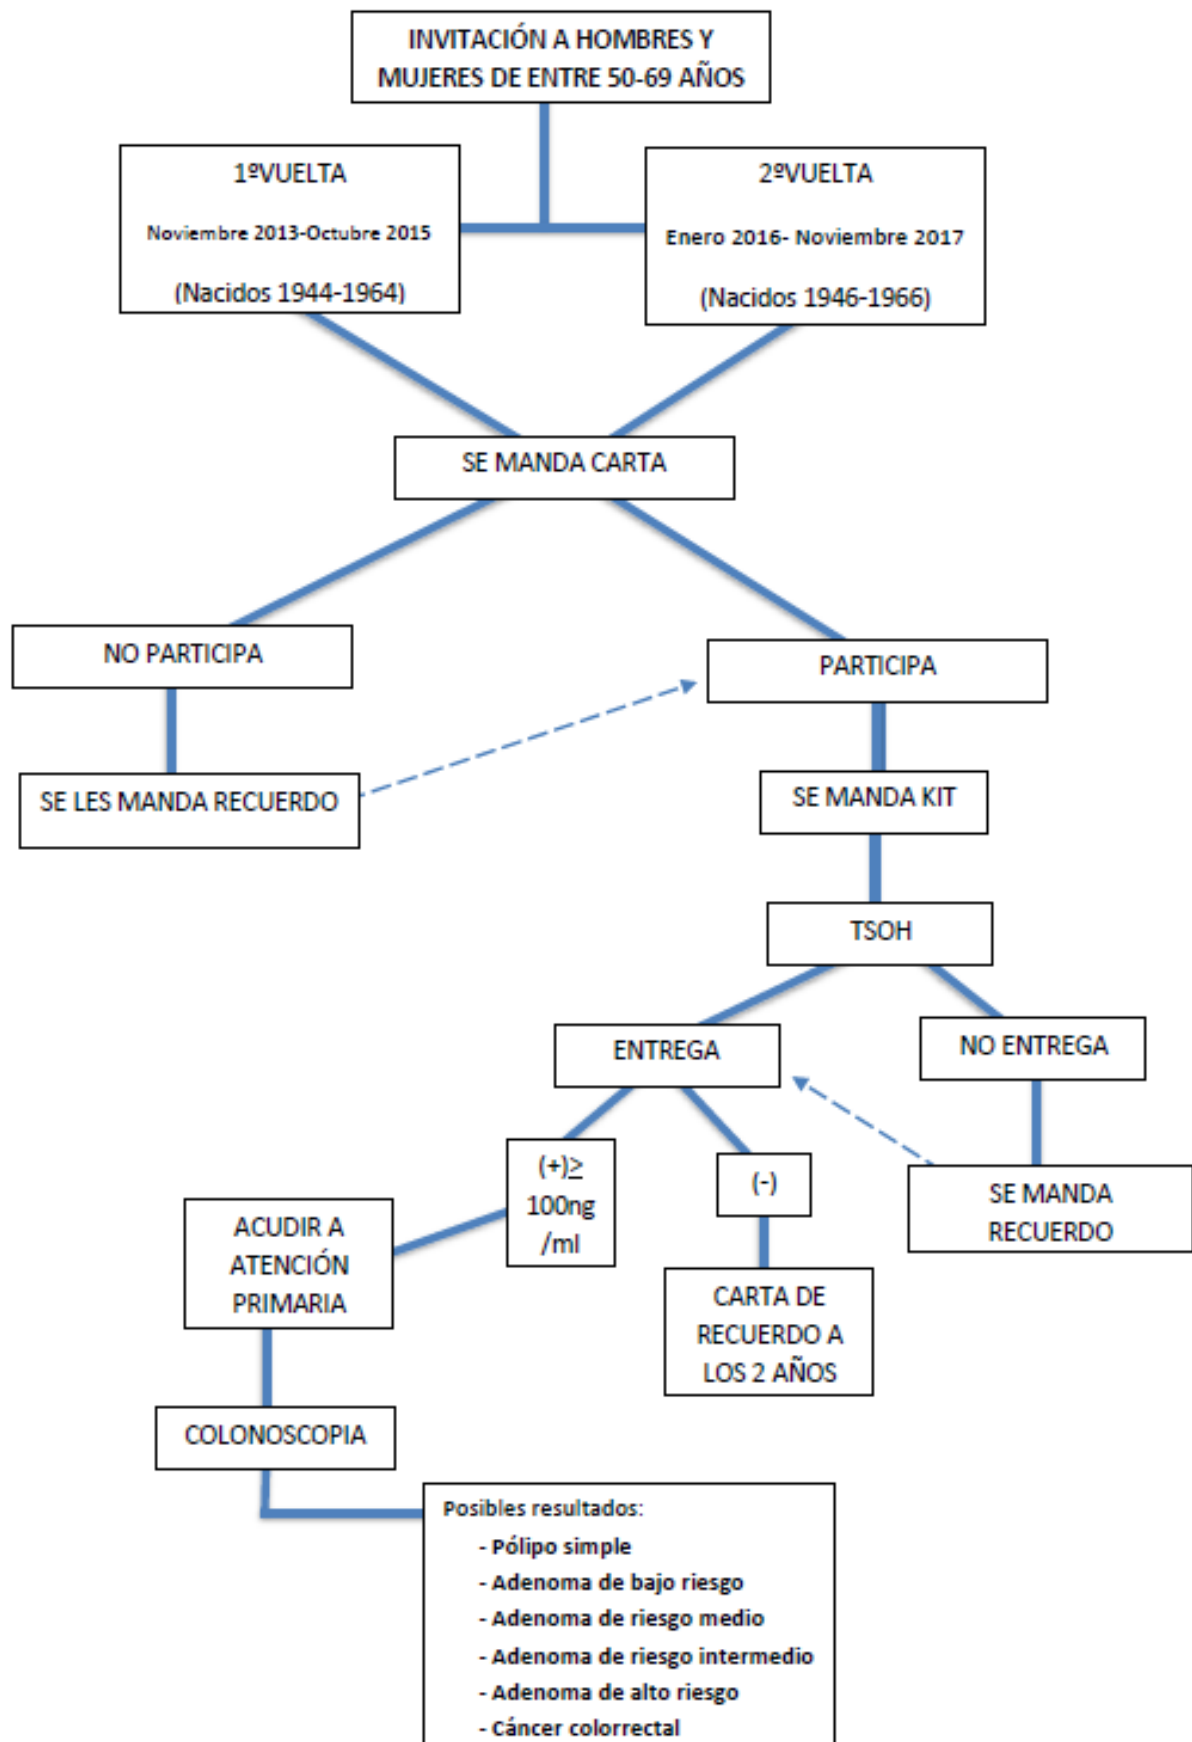 INVITACIÓN A HOMBRES Y
MUJERES DE ENTRE 50-69 AÑOS
1ºVUELTA
Noviembre 2013-Octubre 2015
(Nacidos 1944-1964)
2ºVUELTA
Enero 2016- Noviembre 2017
(Nacidos 1946-1966)
SE MANDA CARTA
NO PARTICIPA
PARTICIPA
SE LES MANDA RECUERDO
SE MANDA KIT
TSOH
ENTREGA
NO ENTREGA
(+)≥
100ng
/ml
(-)
SE MANDA
RECUERDO
ACUDIR A
ATENCIÓN
PRIMARIA
CARTA DE
RECUERDO A
LOS 2 AÑOS
COLONOSCOPIA
Posibles resultados:
- Pólipo simple
- Adenoma de bajo riesgo
- Adenoma de riesgo medio
- Adenoma de riesgo intermedio
- Adenoma de alto riesgo
- Cáncer colorrectal